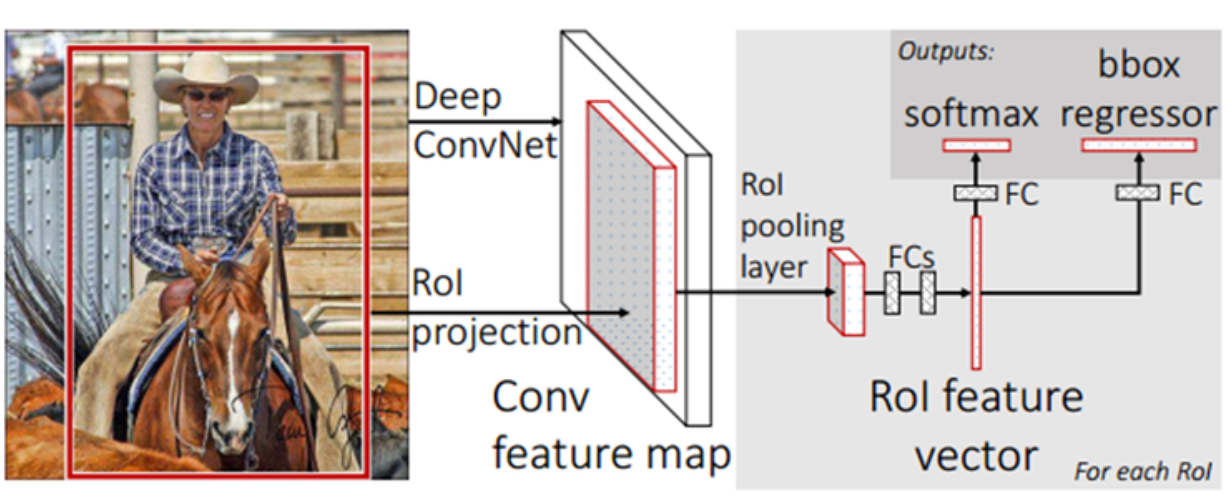 Deep
ConvNet
RoI
projection
Conv
feature map
RoI
pooling
layer
FCs
Outputs:
softmax
bbox
regressor
FC
FC
RoI feature
vector
For each RoI